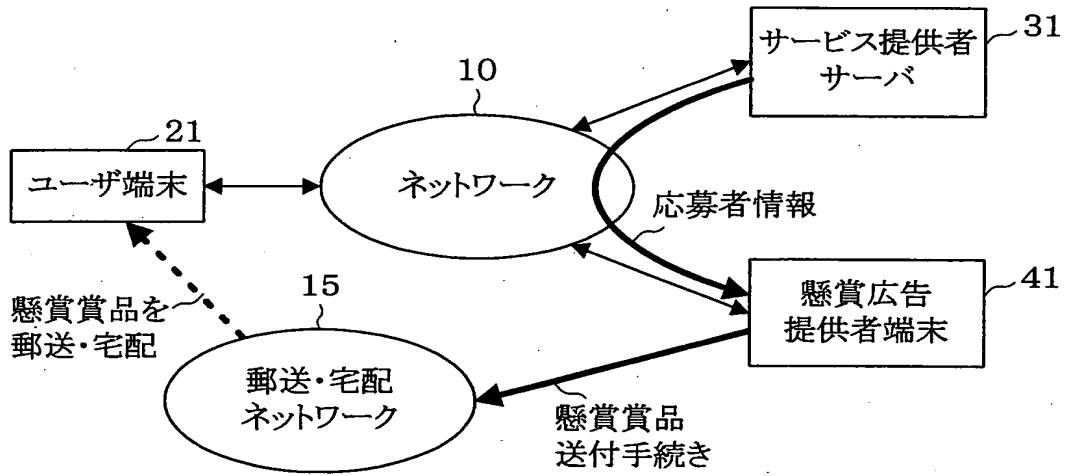 サービス提供者
サーバ
31
10
21
ユーザ端末
ネットワーク
応募者情報
懸賞広告
提供者端末
41
懸賞賞品を
郵送・宅配
15
郵送・宅配
ネットワーク
懸賞賞品
送付手続き